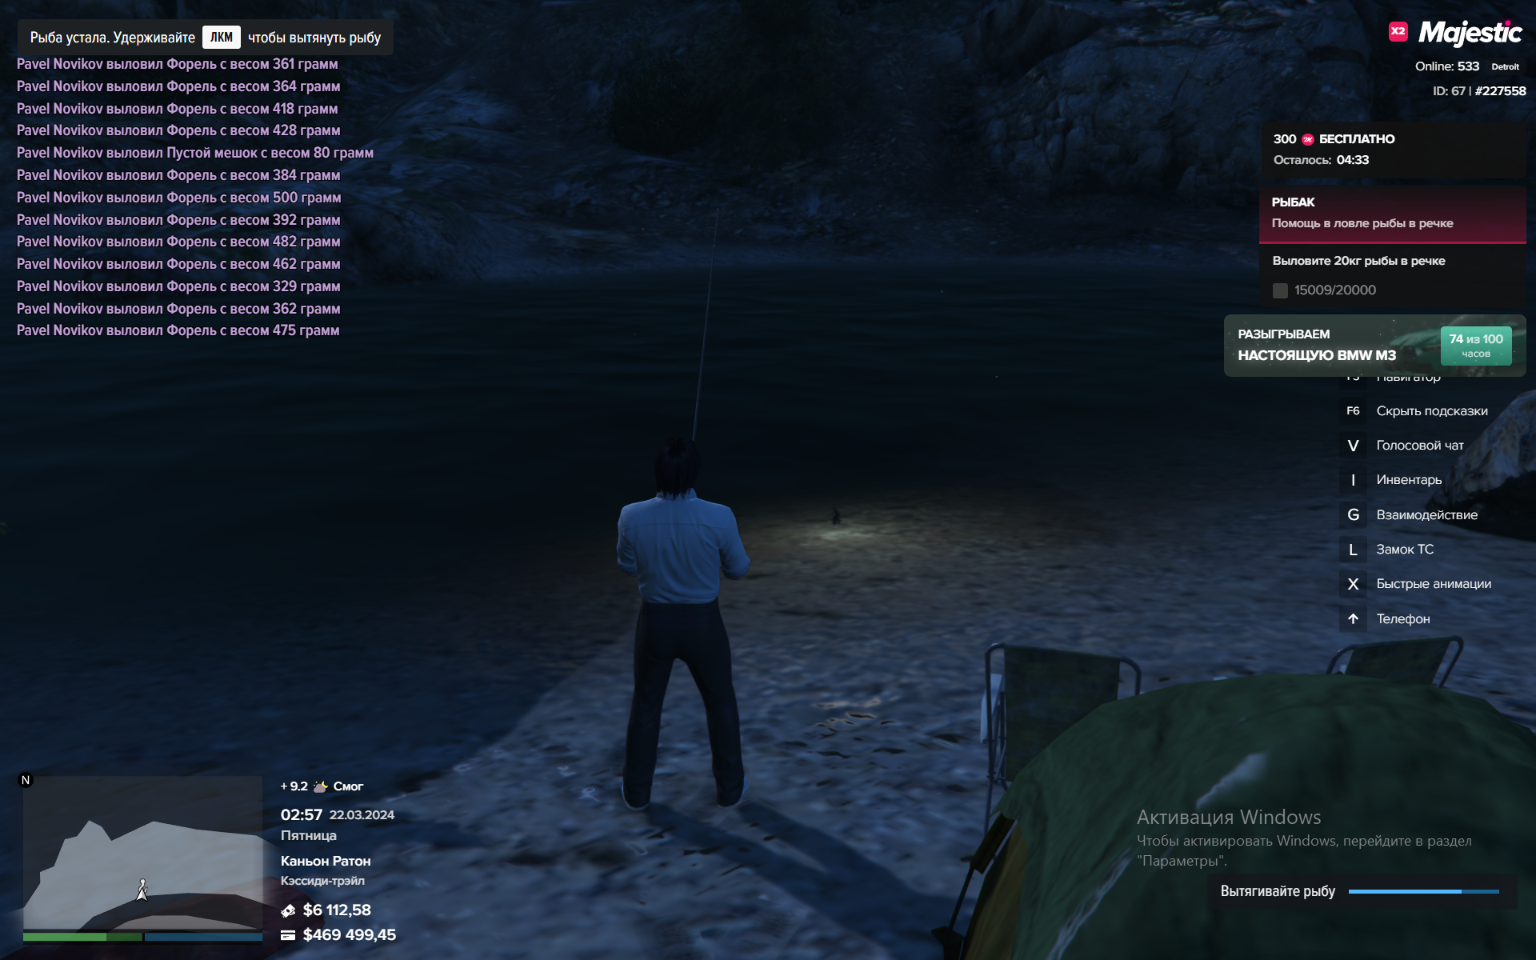 Рыба устала. Удерживайте ЛКМ чтобы вытянуть рыбу
Pavel Novikov выловил Форель с весом 361 грамм
Pavel Novikov выловил Форель с весом 364 грамм
Pavel Novikov выловил Форель с весом 418 грамм
Pavel Novikov выловил Форель с весом 428 грамм
Pavel Novikov выловил Пустой мешок с весом 80 грамм
Pavel Novikov выловил Форель с весом 384 грамм
Pavel Novikov выловил Форель с весом 500 грамм
Pavel Novikov выловил Форель с весом 392 грамм
Pavel Novikov выловил Форель с весом 482 грамм
Pavel Novikov выловил Форель с весом 462 грамм
Pavel Novikov выловил Форель с весом 329 грамм
Pavel Novikov выловил Форель с весом 362 грамм
Pavel Novikov выловил Форель с весом 475 грамм
X2 Majestic
Online: 533 Detroit
ID: 67 | #227558
300 БЕСПЛАТНО
Осталось: 04:33
РЫБАК
Помощь в ловле рыбы в речке
Выловите 20кг рыбы в речке
15009/20000
РАЗЫГРЫВАЕМ
НАСТОЯЩУЮ BMW M3
74 из 100
часов
Навигатор
F6 Скрыть подсказки
V Голосовой чат
I Инвентарь
G Взаимодействие
L Замок ТС
X Быстрые анимации
Телефон
N
+ 9.2 Смог
02:57 22.03.2024
Пятница
Каньон Ратон
Кэссиди-трэйл
$6 112,58
$469 499,45
Активация Windows
Чтобы активировать Windows, перейдите в раздел
"Параметры".
Вытягивайте рыбу